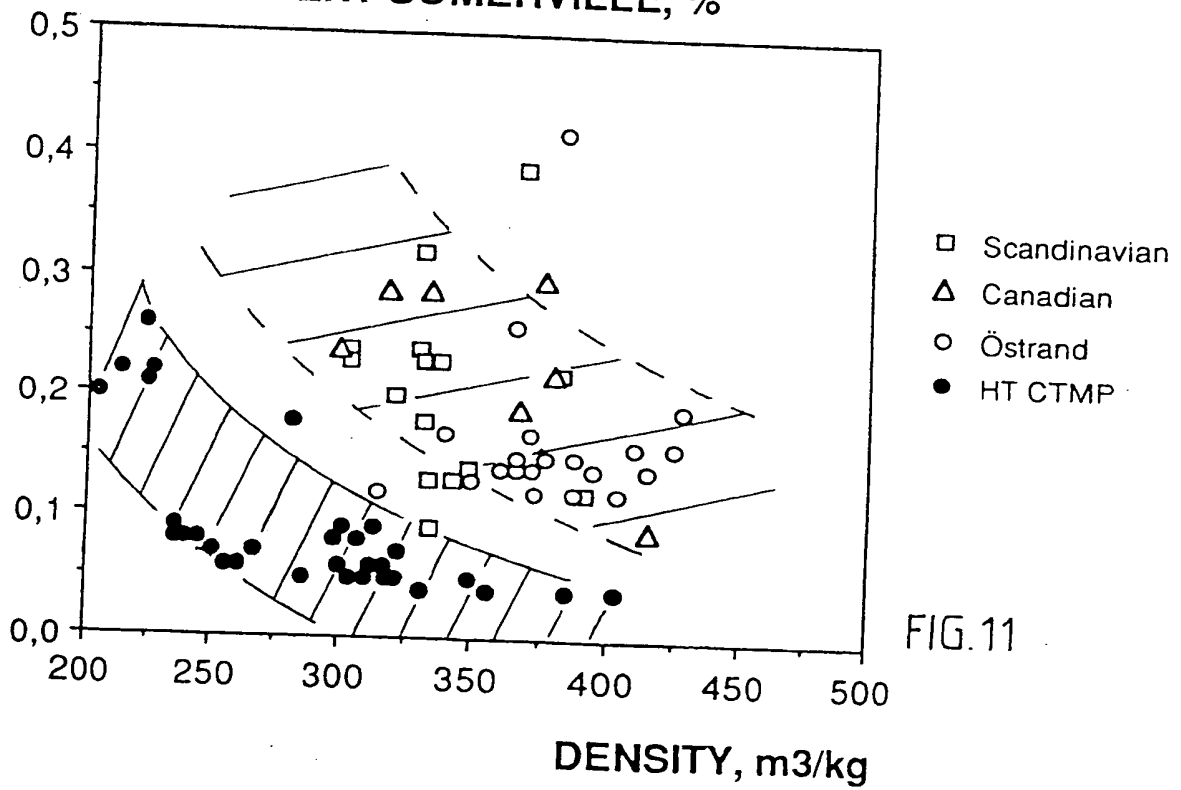 SOMERVILLE, %
0,5
0,4
0,3
0,2
0,1
0,0
200 250 300 350 400 450 500
DENSITY, m3/kg
Scandinavian
Canadian
Östrand
HT CTMP
FIG.11